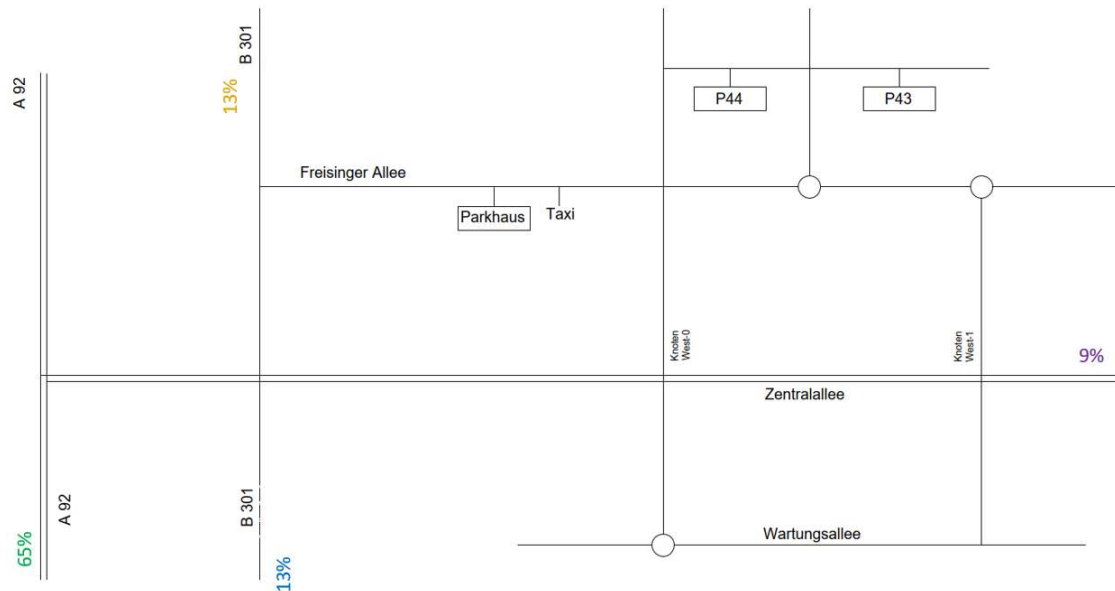 B 301
A 92
13%
P44
P43
Freisinger Allee
Parkhaus
Taxi
Knoten
West-0
Knoten
West-1
9%
Zentralallee
A 92
B 301
Wartungsallee
65%
13%